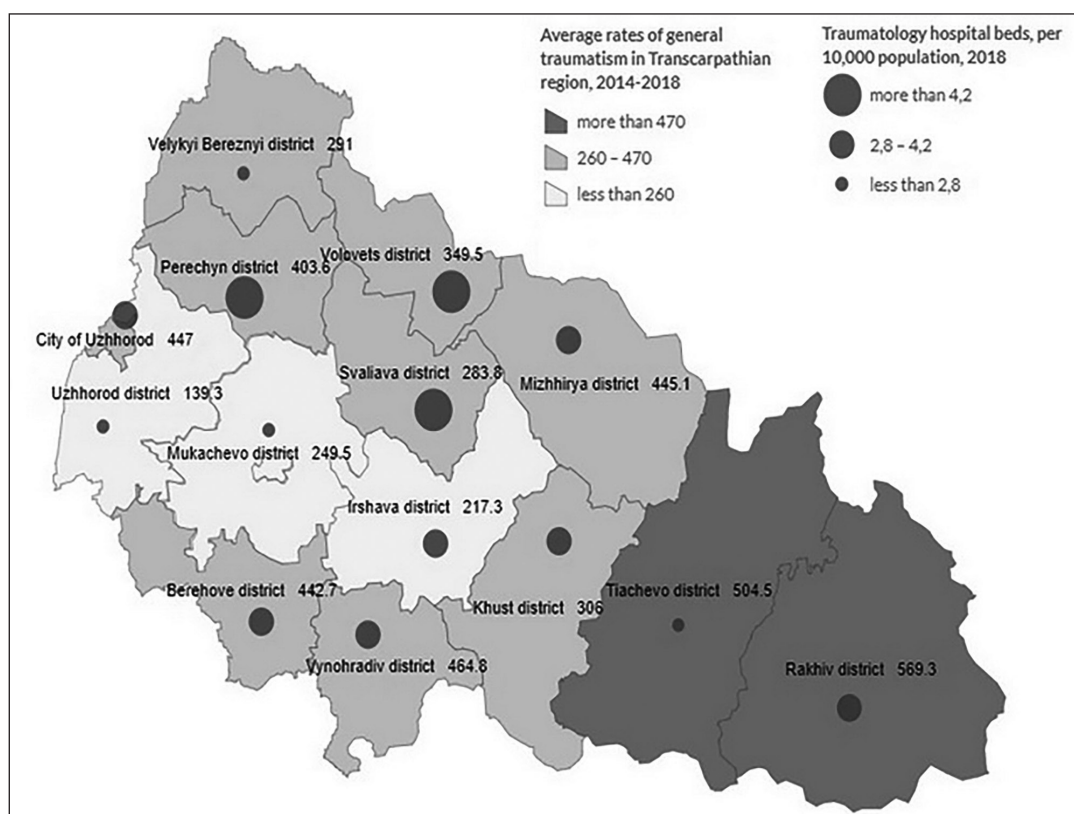 Average rates of general
traumatism in Transcarpathian
region, 2014-2018
more than 470
260 – 470
less than 260
Traumatology hospital beds, per
10,000 population, 2018
more than 4,2
2,8 – 4,2
less than 2,8
Velykyi Bereznyi district 291
Volovets district 349.5
Perechyn district 403.6
City of Uzhhorod 447
Svaliava district 283.8
Mizhhirya district 445.1
Uzhhorod district 139.3
Mukachevo district 249.5
Irshava district 217.3
Berehove district 442.7
Khust district 306
Tiachevo district 504.5
Vynohradiv district 464.8
Rakhiv district 569.3